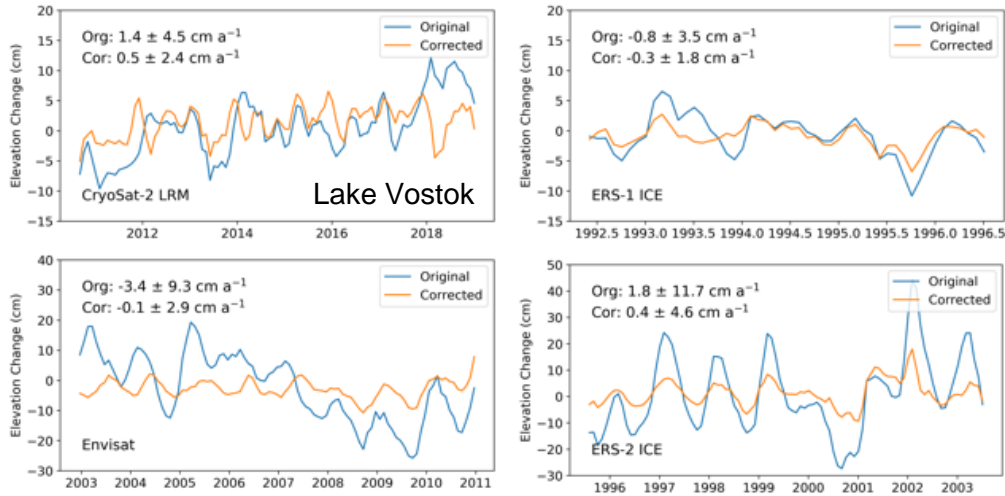 Elevation Change (cm)
20
15
10
5
0
−5
−10
−15
Org: 1.4 ± 4.5 cm a⁻¹
Cor: 0.5 ± 2.4 cm a⁻¹
Original
Corrected
CryoSat-2 LRM
Lake Vostok
2012 2014 2016 2018
Elevation Change (cm)
20
15
10
5
0
−5
−10
−15
Org: -0.8 ± 3.5 cm a⁻¹
Cor: -0.3 ± 1.8 cm a⁻¹
Original
Corrected
ERS-1 ICE
1992.5 1993.0 1993.5 1994.0 1994.5 1995.0 1995.5 1996.0 1996.5
Elevation Change (cm)
40
30
20
10
0
−10
−20
−30
Org: -3.4 ± 9.3 cm a⁻¹
Cor: -0.1 ± 2.9 cm a⁻¹
Original
Corrected
Envisat
2003 2004 2005 2006 2007 2008 2009 2010 2011
Elevation Change (cm)
50
40
30
20
10
0
−10
−20
−30
Org: 1.8 ± 11.7 cm a⁻¹
Cor: 0.4 ± 4.6 cm a⁻¹
Original
Corrected
ERS-2 ICE
1996 1997 1998 1999 2000 2001 2002 2003